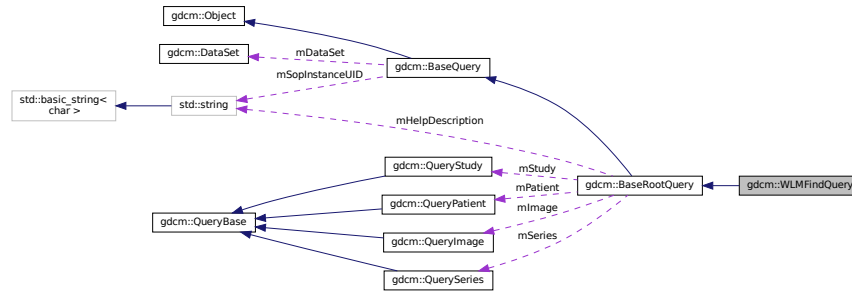 gdcm::Object
gdcm::DataSet
mDataSet
gdcm::BaseQuery
mSopInstanceUID
std::basic_string<
char >
std::string
mHelpDescription
gdcm::QueryStudy
mStudy
gdcm::BaseRootQuery
gdcm::WLMFindQuery
mPatient
gdcm::QueryPatient
mImage
gdcm::QueryBase
gdcm::QueryImage
mSeries
gdcm::QuerySeries